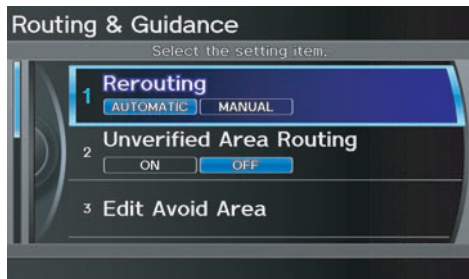 Routing & Guidance
Select the setting item.
1 Rerouting
AUTOMATIC MANUAL
2 Unverified Area Routing
ON OFF
3 Edit Avoid Area